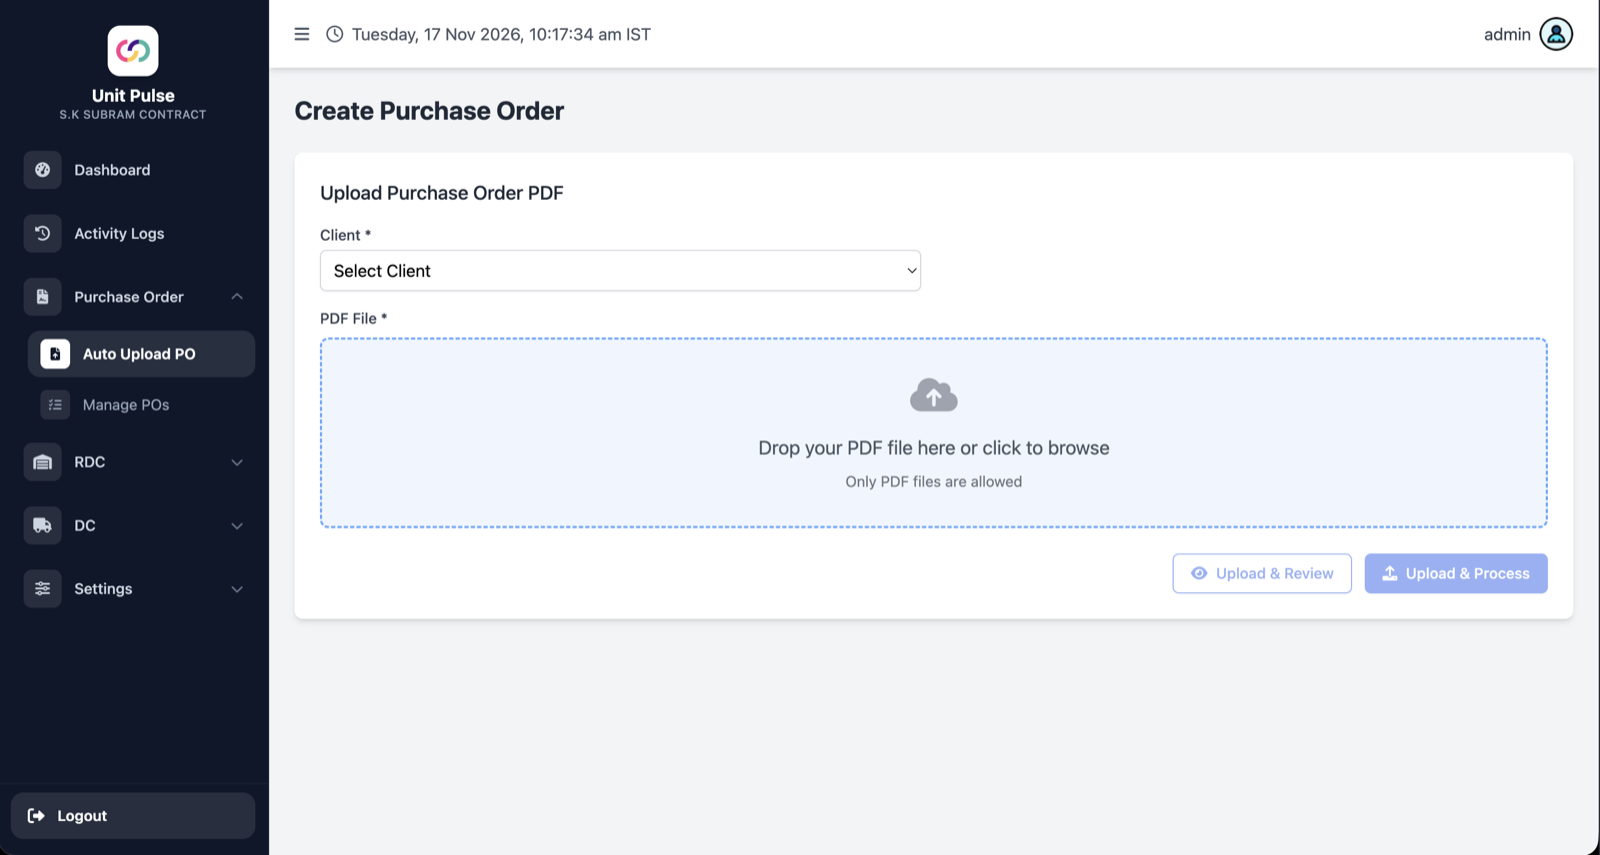 Unit Pulse
S.K SUBRAM CONTRACT
Dashboard
Activity Logs
Purchase Order
Auto Upload PO
Manage POs
RDC
DC
Settings
Logout
Tuesday, 17 Nov 2026, 10:17:34 am IST
admin
Create Purchase Order
Upload Purchase Order PDF
Client *
Select Client
PDF File *
Drop your PDF file here or click to browse
Only PDF files are allowed
Upload & Review
Upload & Process